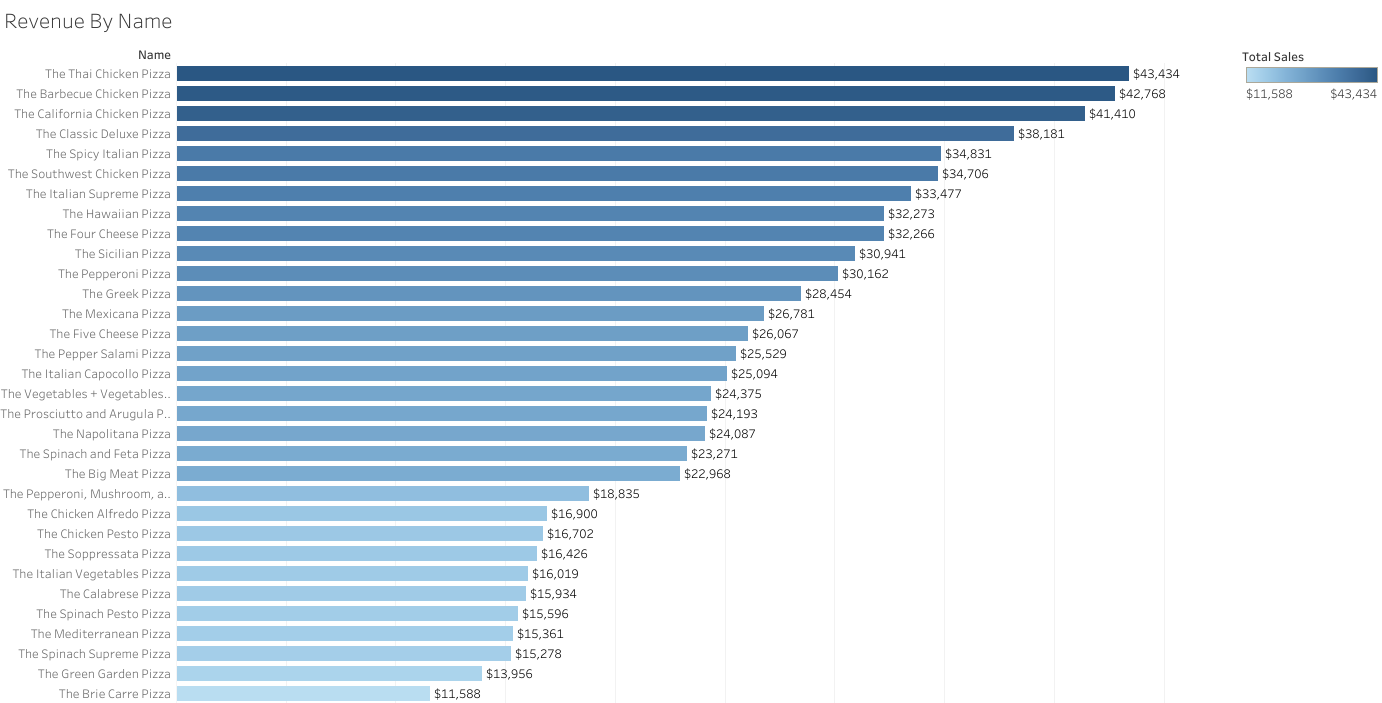 Revenue By Name
Name
Total Sales
$11,588 $43,434
The Thai Chicken Pizza $43,434
The Barbecue Chicken Pizza $42,768
The California Chicken Pizza $41,410
The Classic Deluxe Pizza $38,181
The Spicy Italian Pizza $34,831
The Southwest Chicken Pizza $34,706
The Italian Supreme Pizza $33,477
The Hawaiian Pizza $32,273
The Four Cheese Pizza $32,266
The Sicilian Pizza $30,941
The Pepperoni Pizza $30,162
The Greek Pizza $28,454
The Mexicana Pizza $26,781
The Five Cheese Pizza $26,067
The Pepper Salami Pizza $25,529
The Italian Capocollo Pizza $25,094
The Vegetables + Vegetables.. $24,375
The Prosciutto and Arugula P.. $24,193
The Napolitana Pizza $24,087
The Spinach and Feta Pizza $23,271
The Big Meat Pizza $22,968
The Pepperoni, Mushroom, a.. $18,835
The Chicken Alfredo Pizza $16,900
The Chicken Pesto Pizza $16,702
The Soppressata Pizza $16,426
The Italian Vegetables Pizza $16,019
The Calabrese Pizza $15,934
The Spinach Pesto Pizza $15,596
The Mediterranean Pizza $15,361
The Spinach Supreme Pizza $15,278
The Green Garden Pizza $13,956
The Brie Carre Pizza $11,588